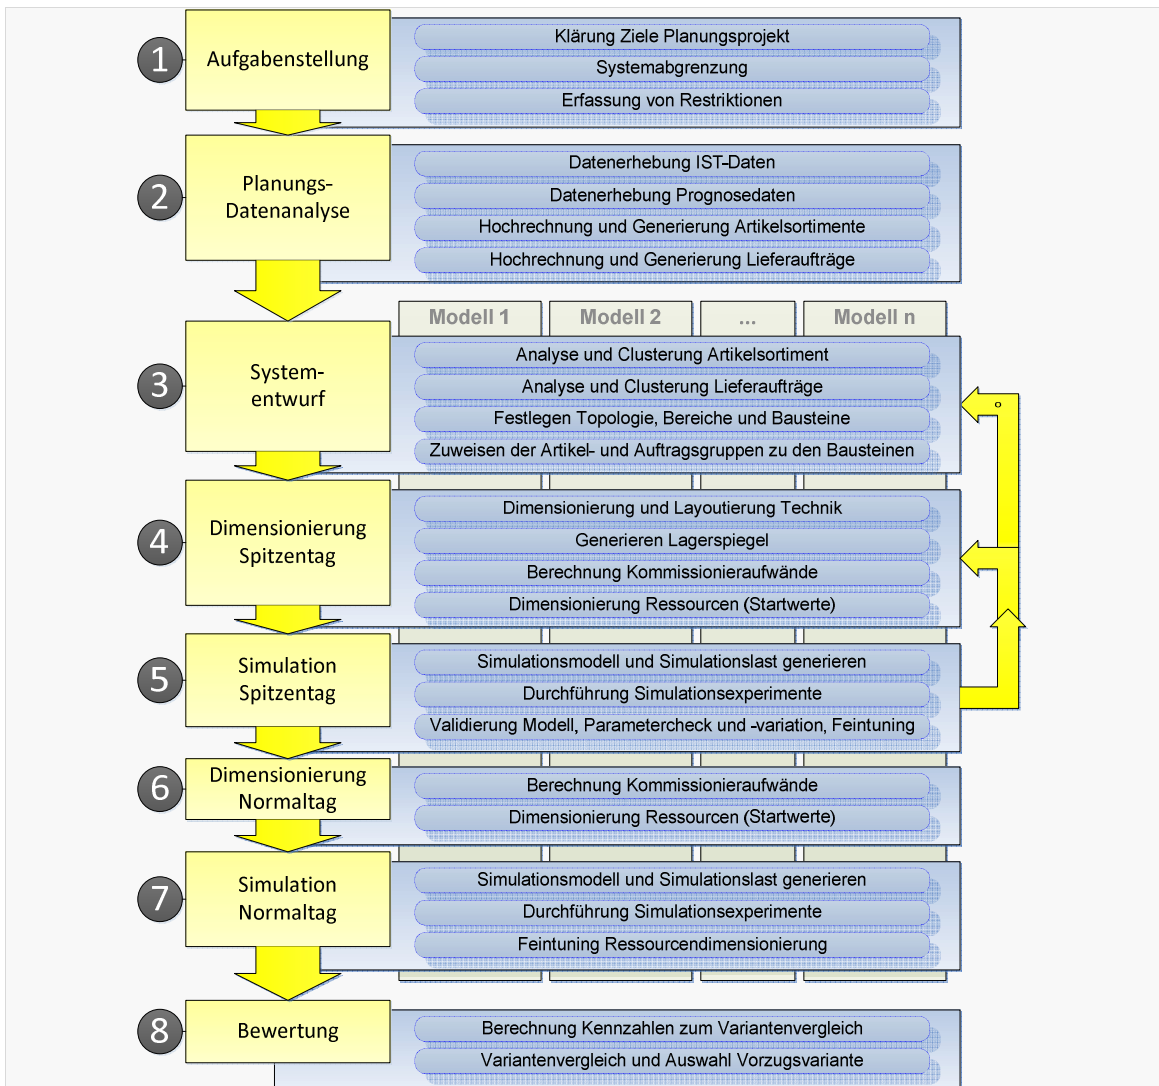 1
Aufgabenstellung
Klärung Ziele Planungsprojekt
Systemabgrenzung
Erfassung von Restriktionen
2
Planungs-
Datenanalyse
Datenerhebung IST-Daten
Datenerhebung Prognosedaten
Hochrechnung und Generierung Artikelsortimente
Hochrechnung und Generierung Lieferaufträge
Modell 1
Modell 2
...
Modell n
3
System-
entwurf
Analyse und Clusterung Artikelsortiment
Analyse und Clusterung Lieferaufträge
Festlegen Topologie, Bereiche und Bausteine
Zuweisen der Artikel- und Auftragsgruppen zu den Bausteinen
4
Dimensionierung
Spitzentag
Dimensionierung und Layoutierung Technik
Generieren Lagerspiegel
Berechnung Kommissionieraufwände
Dimensionierung Ressourcen (Startwerte)
5
Simulation
Spitzentag
Simulationsmodell und Simulationslast generieren
Durchführung Simulationsexperimente
Validierung Modell, Parametercheck und -variation, Feintuning
6
Dimensionierung
Normaltag
Berechnung Kommissionieraufwände
Dimensionierung Ressourcen (Startwerte)
7
Simulation
Normaltag
Simulationsmodell und Simulationslast generieren
Durchführung Simulationsexperimente
Feintuning Ressourcendimensionierung
8
Bewertung
Berechnung Kennzahlen zum Variantenvergleich
Variantenvergleich und Auswahl Vorzugsvariante